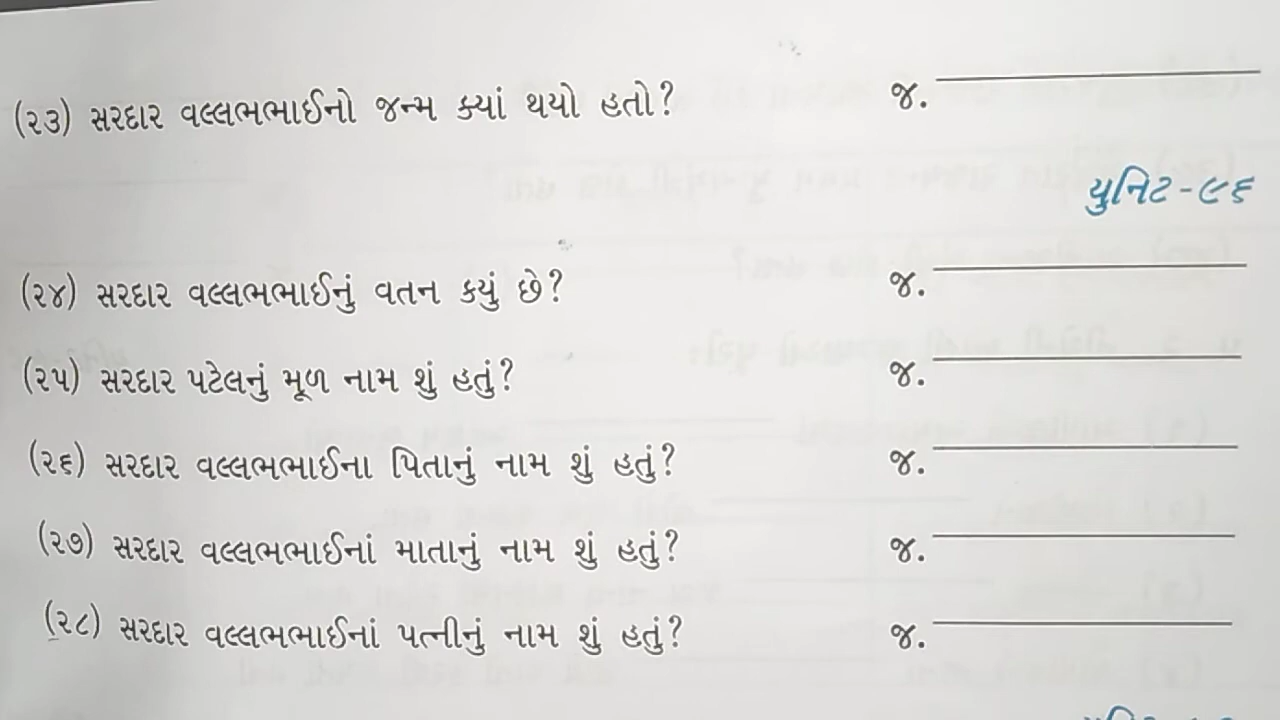 (૨૩) સરદાર વલ્લભભાઈનો જન્મ ક્યાં થયો હતો? જ.
યુનિટ-૯૬
(૨૪) સરદાર વલ્લભભાઈનું વતન કયું છે? જ.
(૨૫) સરદાર પટેલનું મૂળ નામ શું હતું? જ.
(૨૬) સરદાર વલ્લભભાઈના પિતાનું નામ શું હતું? જ.
(૨૭) સરદાર વલ્લભભાઈનાં માતાનું નામ શું હતું? જ.
(૨૮) સરદાર વલ્લભભાઈનાં પત્નીનું નામ શું હતું? જ.